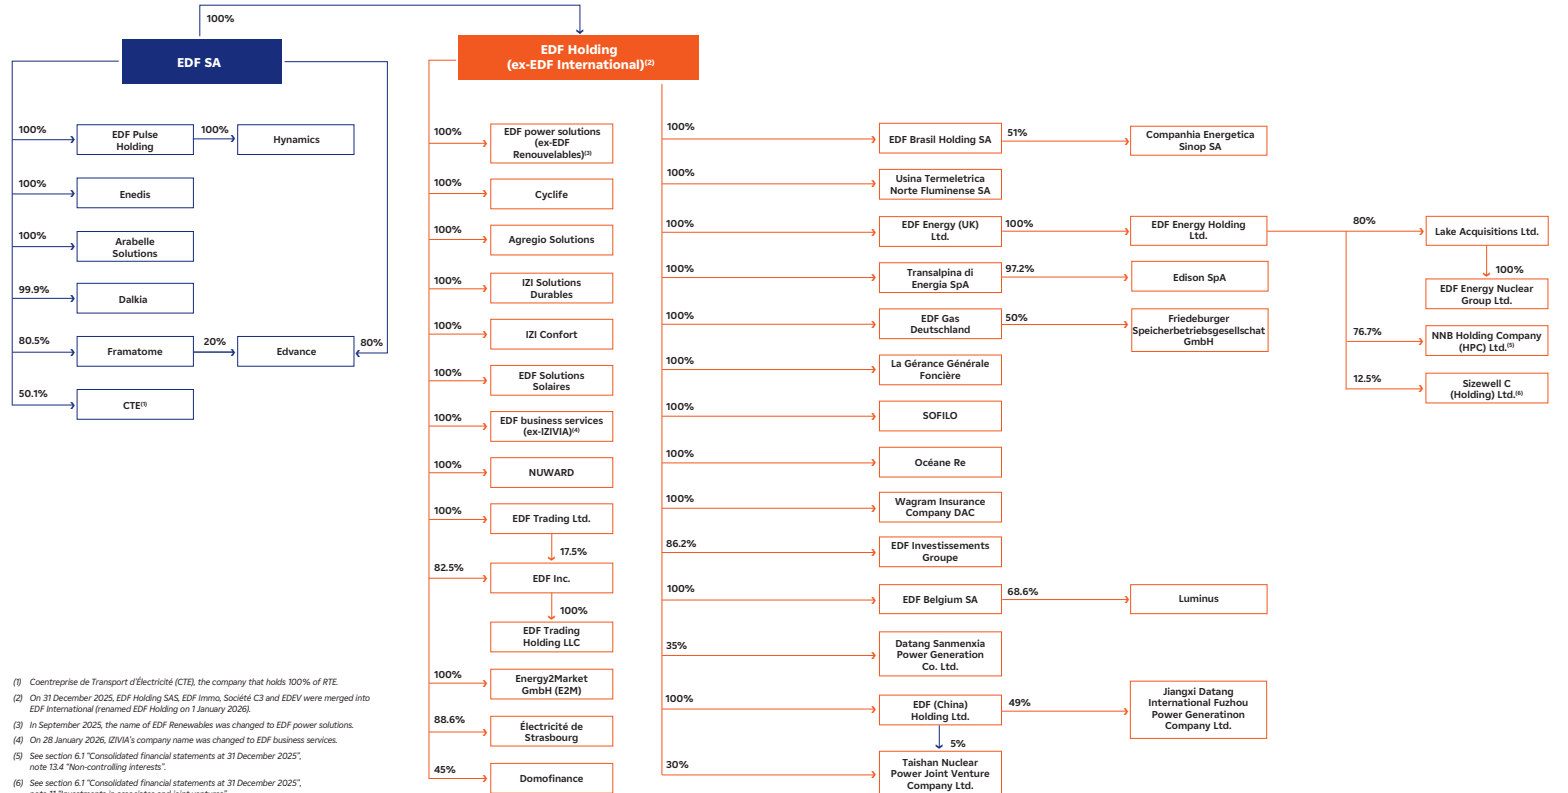 100%
EDF SA
EDF Holding
(ex-EDF International)(2)
100%
EDF Pulse
Holding
100%
Hynamics
100%
Enedis
100%
Arabelle
Solutions
99.9%
Dalkia
80.5%
Framatome
20%
Edvance
80%
50.1%
CTE(1)
100%
EDF power solutions
(ex-EDF
Renouvelables)(3)
100%
Cyclife
100%
Agregio Solutions
100%
IZI Solutions
Durables
100%
IZI Confort
100%
EDF Solutions
Solaires
100%
EDF business services
(ex-IZIVIA)(4)
100%
NUWARD
100%
EDF Trading Ltd.
17.5%
82.5%
EDF Inc.
100%
EDF Trading
Holding LLC
100%
Energy2Market
GmbH (E2M)
88.6%
Électricité de
Strasbourg
45%
Domofinance
100%
EDF Brasil Holding SA
51%
Companhia Energetica
Sinop SA
100%
Usina Termeletrica
Norte Fluminense SA
100%
EDF Energy (UK)
Ltd.
100%
EDF Energy Holding
Ltd.
80%
Lake Acquisitions Ltd.
100%
EDF Energy Nuclear
Group Ltd.
76.7%
NNB Holding Company
(HPC) Ltd.(5)
12.5%
Sizewell C
(Holding) Ltd.(6)
100%
Transalpina di
Energia SpA
97.2%
Edison SpA
100%
EDF Gas
Deutschland
50%
Friedeburger
Speicherbetriebsgesellschat
GmbH
100%
La Gérance Générale
Foncière
100%
SOFILO
100%
Océane Re
100%
Wagram Insurance
Company DAC
86.2%
EDF Investissements
Groupe
100%
EDF Belgium SA
68.6%
Luminus
35%
Datang Sanmenxia
Power Generation
Co. Ltd.
100%
EDF (China)
Holding Ltd.
49%
Jiangxi Datang
International Fuzhou
Power Generatinon
Company Ltd.
5%
30%
Taishan Nuclear
Power Joint Venture
Company Ltd.
(1) Coentreprise de Transport d'Électricité (CTE), the company that holds 100% of RTE.
(2) On 31 December 2025, EDF Holding SAS, EDF Immo, Société C3 and EDEV were merged into
EDF International (renamed EDF Holding on 1 January 2026).
(3) In September 2025, the name of EDF Renewables was changed to EDF power solutions.
(4) On 28 January 2026, IZIVIA's company name was changed to EDF business services.
(5) See section 6.1 "Consolidated financial statements at 31 December 2025",
note 13.4 "Non-controlling interests".
(6) See section 6.1 "Consolidated financial statements at 31 December 2025",